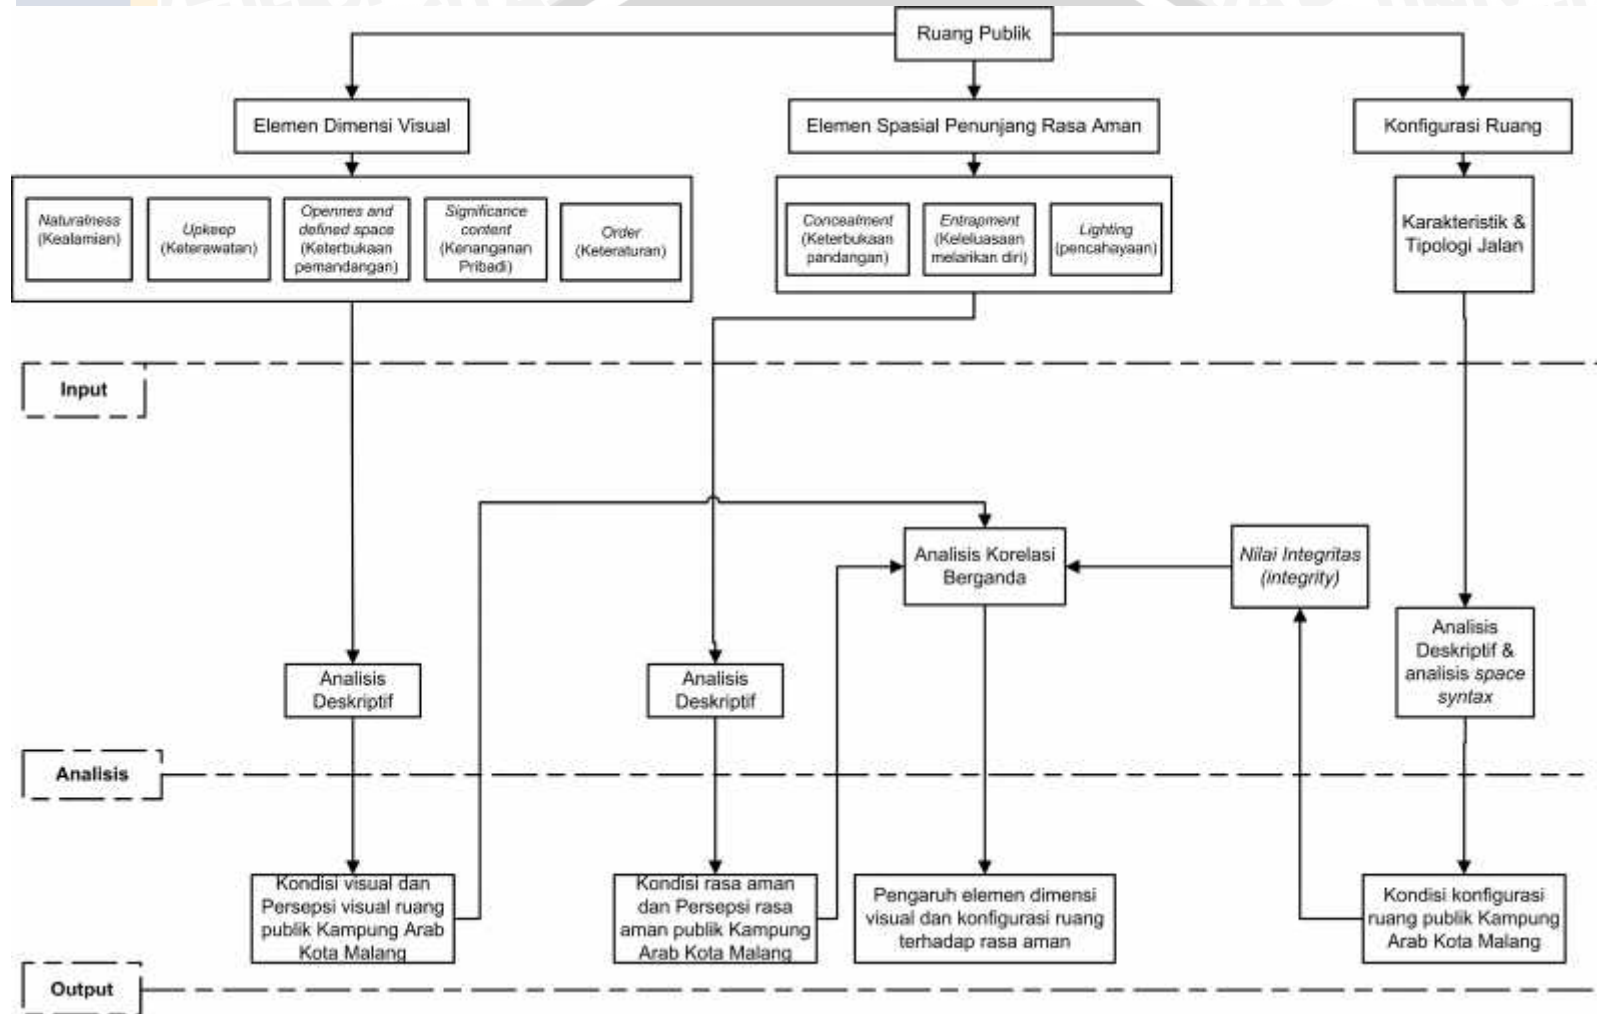 Ruang Publik
Elemen Dimensi Visual
Elemen Spasial Penunjang Rasa Aman
Konfigurasi Ruang
Naturalness
(Kealamian)
Upkeep
(Keterawatan)
Opennes and
defined space
(Keterbukaan
pemandangan)
Significance
content
(Kenanganan
Pribadi)
Order
(Keteraturan)
Concealment
(Keterbukaan
pandangan)
Entrapment
(Keleluasaan
melarikan diri)
Lighting
(pencahayaan)
Karakteristik &
Tipologi Jalan
Input
Analisis Korelasi
Berganda
Nilai Integritas
(integrity)
Analisis
Deskriptif
Analisis
Deskriptif
Analisis
Deskriptif &
analisis space
syntax
Analisis
Kondisi visual dan
Persepsi visual ruang
publik Kampung Arab
Kota Malang
Kondisi rasa aman
dan Persepsi rasa
aman publik Kampung
Arab Kota Malang
Pengaruh elemen dimensi
visual dan konfigurasi ruang
terhadap rasa aman
Kondisi konfigurasi
ruang publik Kampung
Arab Kota Malang
Output